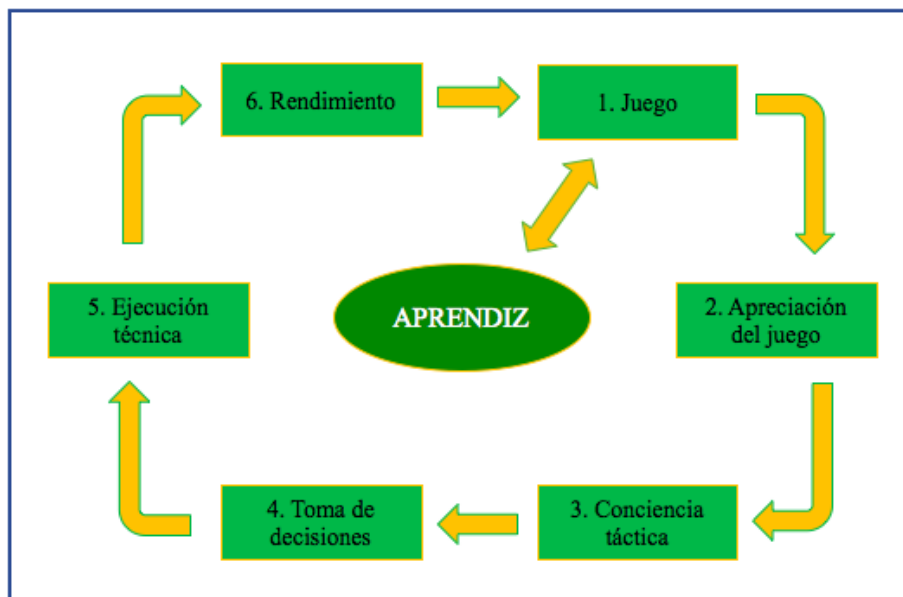 6. Rendimiento
1. Juego
APRENDIZ
5. Ejecución
técnica
2. Apreciación
del juego
4. Toma de
decisiones
3. Conciencia
táctica